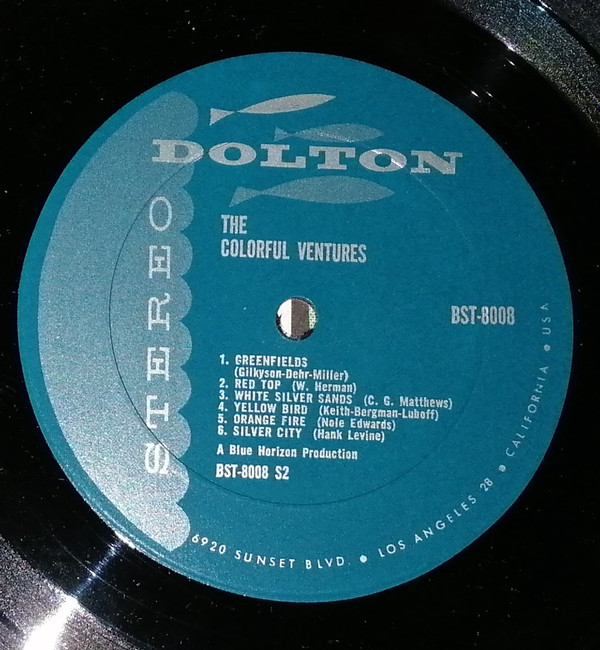 DOLTON
STEREO
THE
COLORFUL VENTURES
BST-8008
1. GREENFIELDS
(Gilkyson-Dehr-Miller)
2. RED TOP (W. Herman)
3. WHITE SILVER SANDS (C. G. Matthews)
4. YELLOW BIRD (Keith-Bergman-Luboff)
5. ORANGE FIRE (Nole Edwards)
6. SILVER CITY (Hank Levine)
A Blue Horizon Production
BST-8008 S2
6920 SUNSET BLVD. ● LOS ANGELES 28 ● CALIFORNIA ● USA